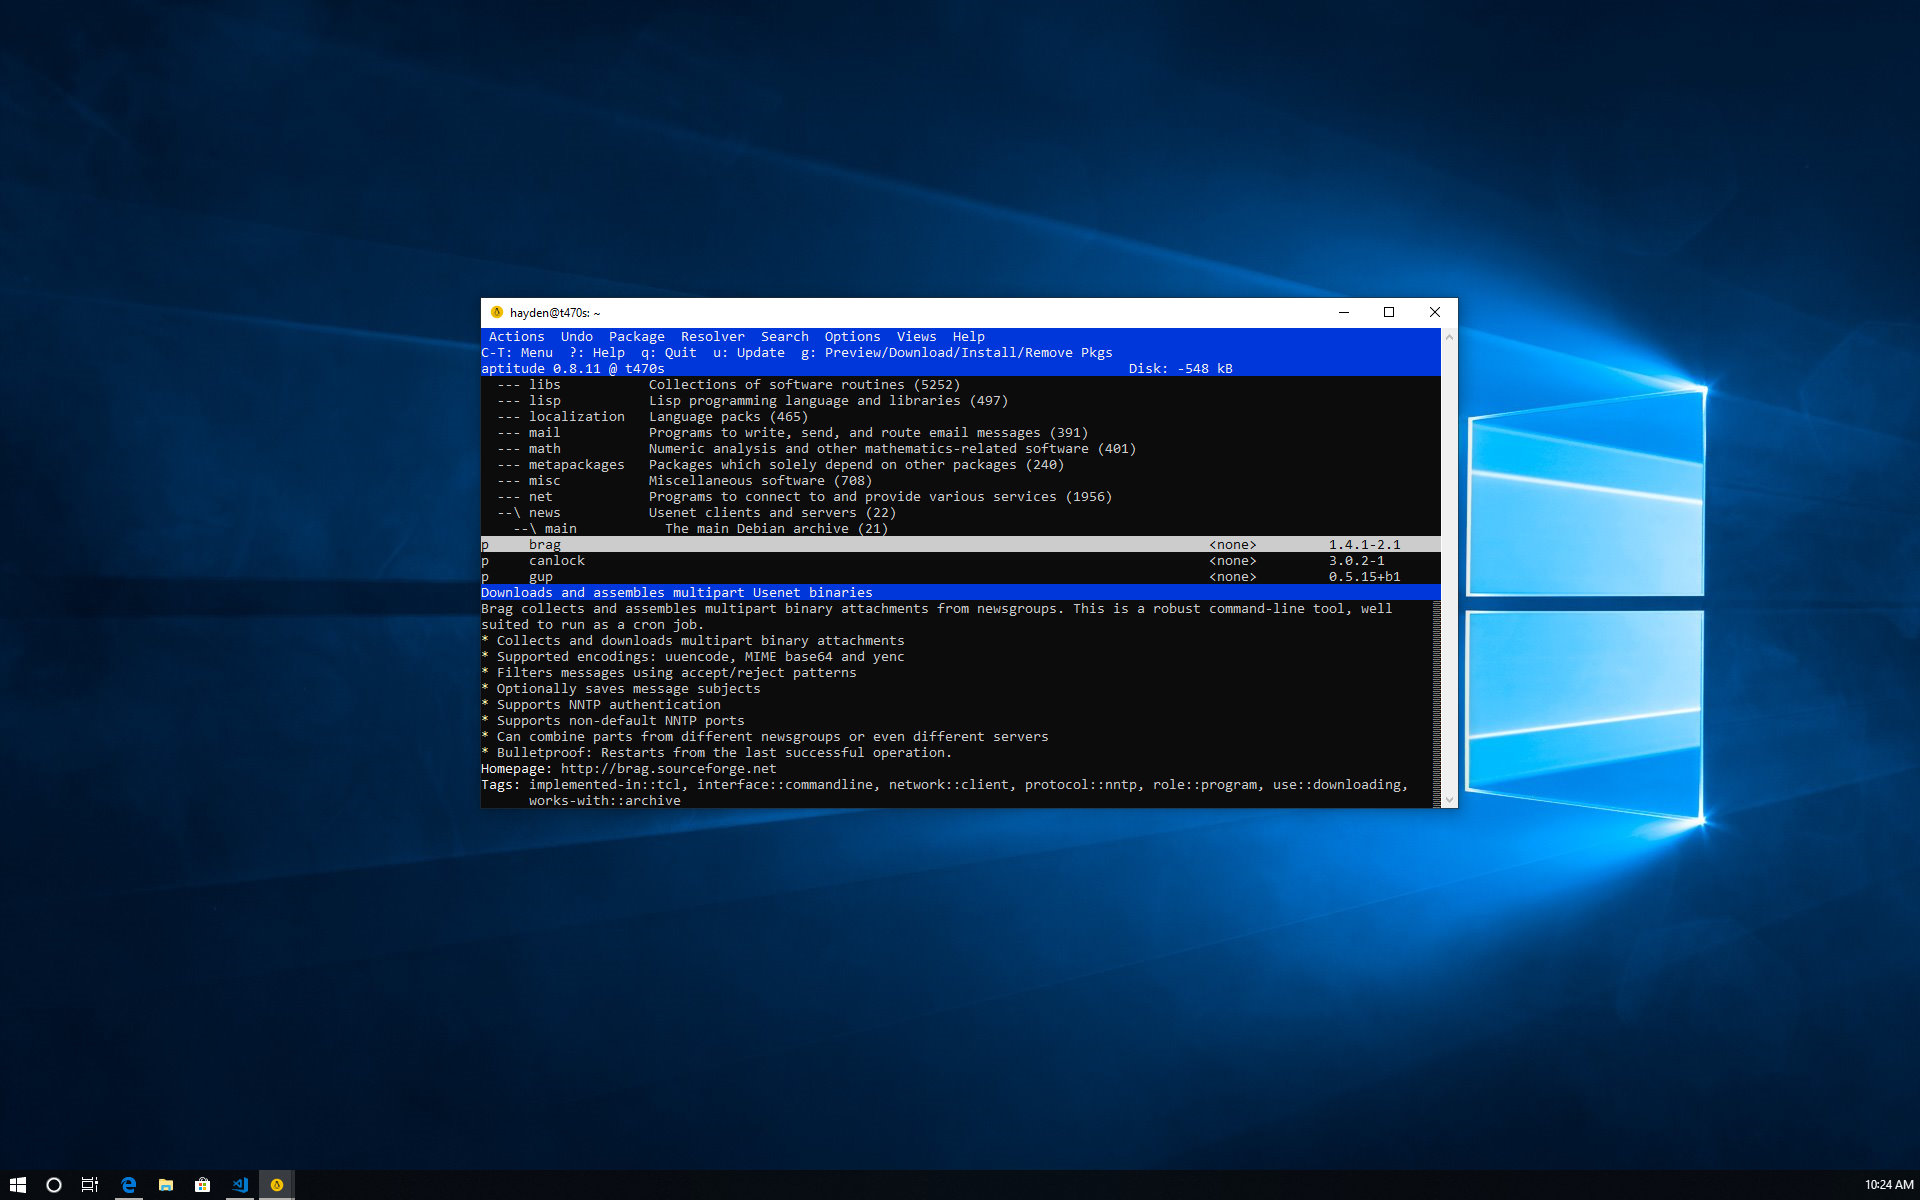 hayden@t470s: ~
Actions Undo Package Resolver Search Options Views Help
C-T: Menu ?: Help q: Quit u: Update g: Preview/Download/Install/Remove Pkgs
aptitude 0.8.11 @ t470s Disk: -548 kB
--- libs Collections of software routines (5252)
--- lisp Lisp programming language and libraries (497)
--- localization Language packs (465)
--- mail Programs to write, send, and route email messages (391)
--- math Numeric analysis and other mathematics-related software (401)
--- metapackages Packages which solely depend on other packages (240)
--- misc Miscellaneous software (708)
--- net Programs to connect to and provide various services (1956)
--\ news Usenet clients and servers (22)
--\ main The main Debian archive (21)
p brag <none> 1.4.1-2.1
p canlock <none> 3.0.2-1
p gup <none> 0.5.15+b1
Downloads and assembles multipart Usenet binaries
Brag collects and assembles multipart binary attachments from newsgroups. This is a robust command-line tool, well
suited to run as a cron job.
* Collects and downloads multipart binary attachments
* Supported encodings: uuencode, MIME base64 and yenc
* Filters messages using accept/reject patterns
* Optionally saves message subjects
* Supports NNTP authentication
* Supports non-default NNTP ports
* Can combine parts from different newsgroups or even different servers
* Bulletproof: Restarts from the last successful operation.
Homepage: http://brag.sourceforge.net
Tags: implemented-in::tcl, interface::commandline, network::client, protocol::nntp, role::program, use::downloading,
works-with::archive
10:24 AM